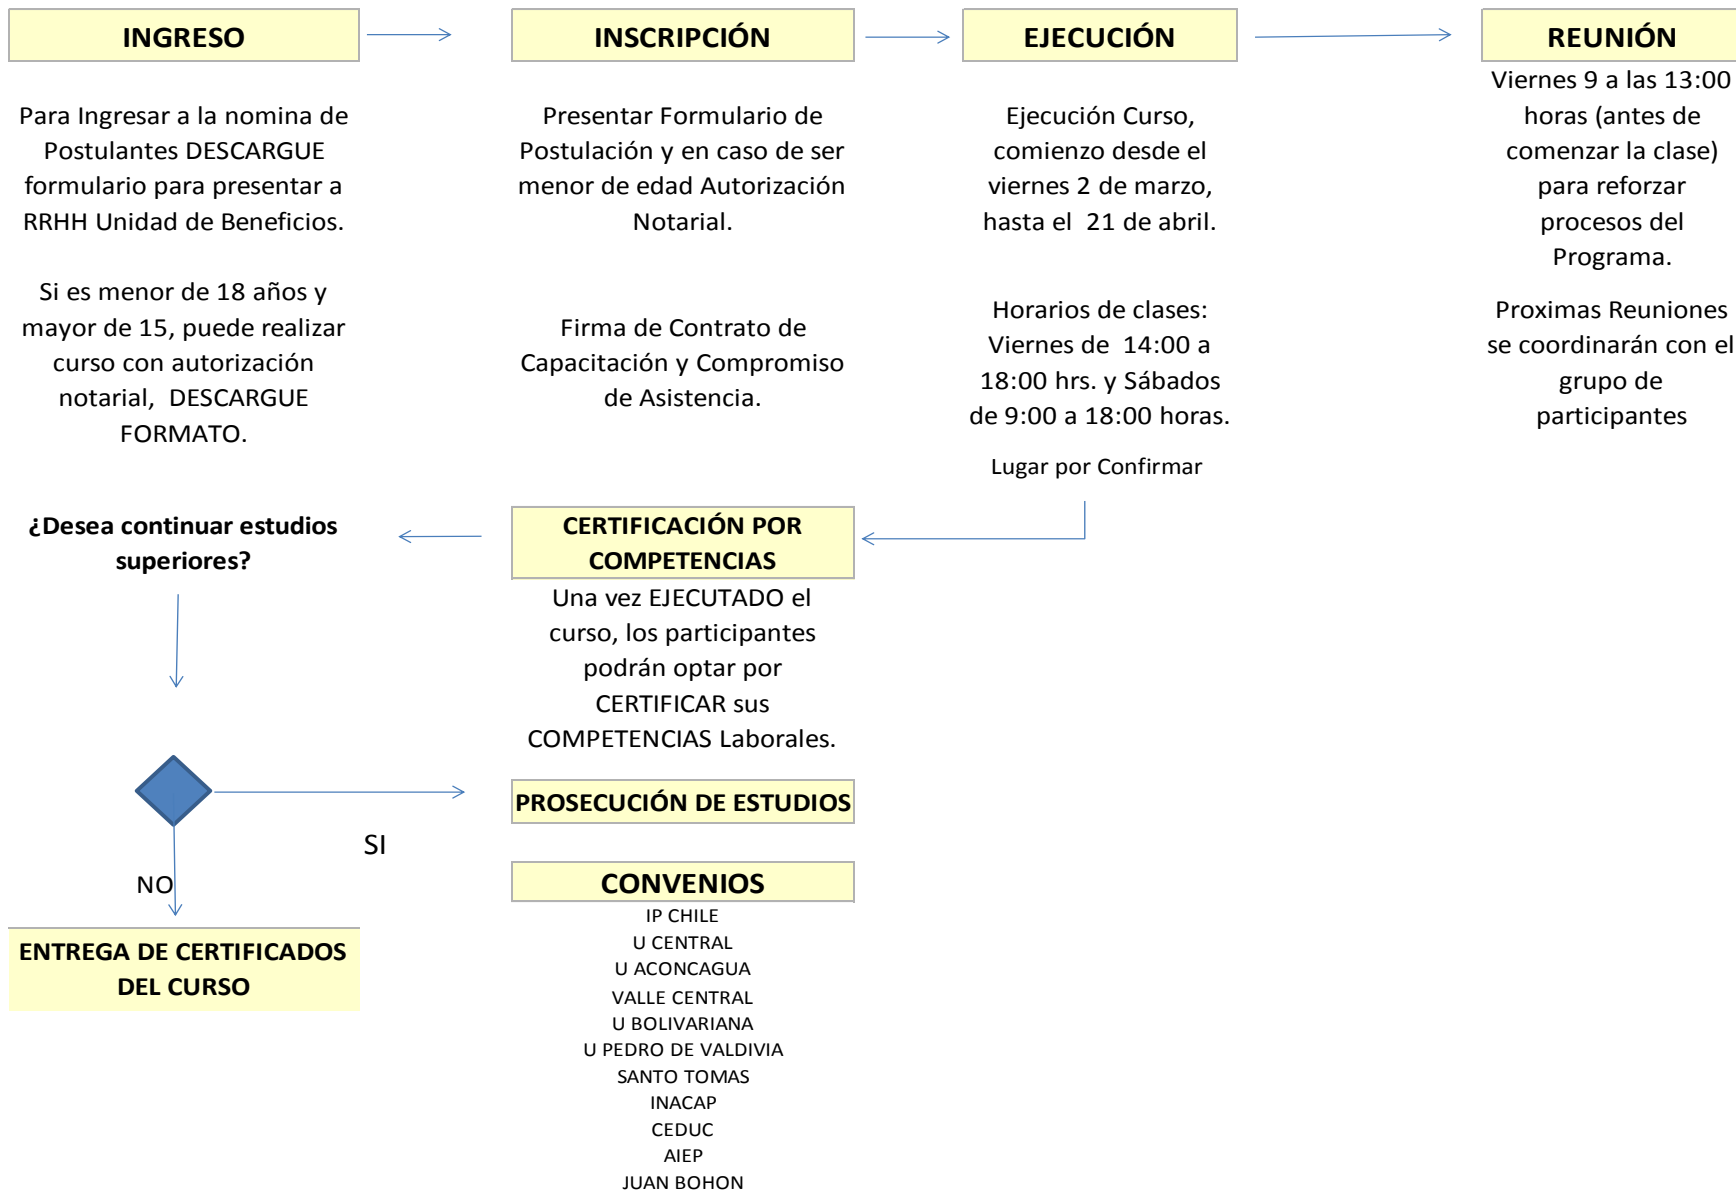 INGRESO
Para Ingresar a la nomina de
Postulantes DESCARGUE
formulario para presentar a
RRHH Unidad de Beneficios.
Si es menor de 18 años y
mayor de 15, puede realizar
curso con autorización
notarial, DESCARGUE
FORMATO.
INSCRIPCIÓN
Presentar Formulario de
Postulación y en caso de ser
menor de edad Autorización
Notarial.
Firma de Contrato de
Capacitación y Compromiso
de Asistencia.
EJECUCIÓN
Ejecución Curso,
comienzo desde el
viernes 2 de marzo,
hasta el 21 de abril.
Horarios de clases:
Viernes de 14:00 a
18:00 hrs. y Sábados
de 9:00 a 18:00 horas.
Lugar por Confirmar
REUNIÓN
Viernes 9 a las 13:00
horas (antes de
comenzar la clase)
para reforzar
procesos del
Programa.
Proximas Reuniones
se coordinarán con el
grupo de
participantes
CERTIFICACIÓN POR
COMPETENCIAS
Una vez EJECUTADO el
curso, los participantes
podrán optar por
CERTIFICAR sus
COMPETENCIAS Laborales.
¿Desea continuar estudios
superiores?
SI
NO
PROSECUCIÓN DE ESTUDIOS
CONVENIOS
IP CHILE
U CENTRAL
U ACONCAGUA
VALLE CENTRAL
U BOLIVARIANA
U PEDRO DE VALDIVIA
SANTO TOMAS
INACAP
CEDUC
AIEP
JUAN BOHON
ENTREGA DE CERTIFICADOS
DEL CURSO